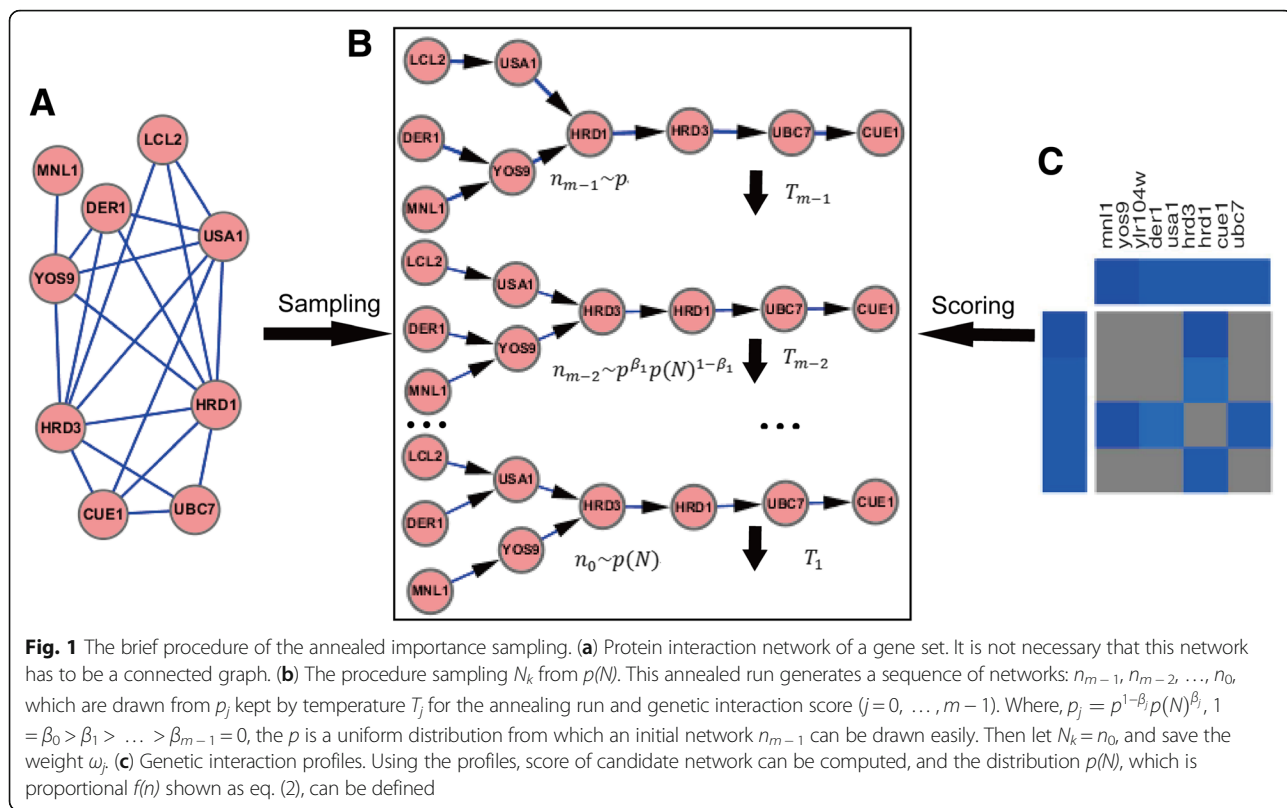 A
MNL1
LCL2
DER1
USA1
YOS9
HRD3
HRD1
CUE1
UBC7
Sampling
B
LCL2
USA1
DER1
YOS9
MNL1
HRD1
HRD3
UBC7
CUE1
n_{m−1}~p
T_{m−1}
LCL2
USA1
DER1
YOS9
MNL1
HRD3
HRD1
UBC7
CUE1
n_{m−2}~p^{β_1}p(N)^{1−β_1}
T_{m−2}
...
...
LCL2
USA1
DER1
YOS9
MNL1
HRD3
HRD1
UBC7
CUE1
n_0~p(N)
T_1
Scoring
C
mnl1
yos9
ylr104w
der1
usa1
hrd3
hrd1
cue1
ubc7
Fig. 1 The brief procedure of the annealed importance sampling. (a) Protein interaction network of a gene set. It is not necessary that this network
has to be a connected graph. (b) The procedure sampling N_k from p(N). This annealed run generates a sequence of networks: n_{m−1}, n_{m−2}, …, n_0,
which are drawn from p_j kept by temperature T_j for the annealing run and genetic interaction score (j = 0, … , m − 1). Where, p_j = p^{1−β_j}p(N)^{β_j}, 1
= β_0 > β_1 > … > β_{m−1} = 0, the p is a uniform distribution from which an initial network n_{m−1} can be drawn easily. Then let N_k = n_0, and save the
weight ω_j. (c) Genetic interaction profiles. Using the profiles, score of candidate network can be computed, and the distribution p(N), which is
proportional f(n) shown as eq. (2), can be defined